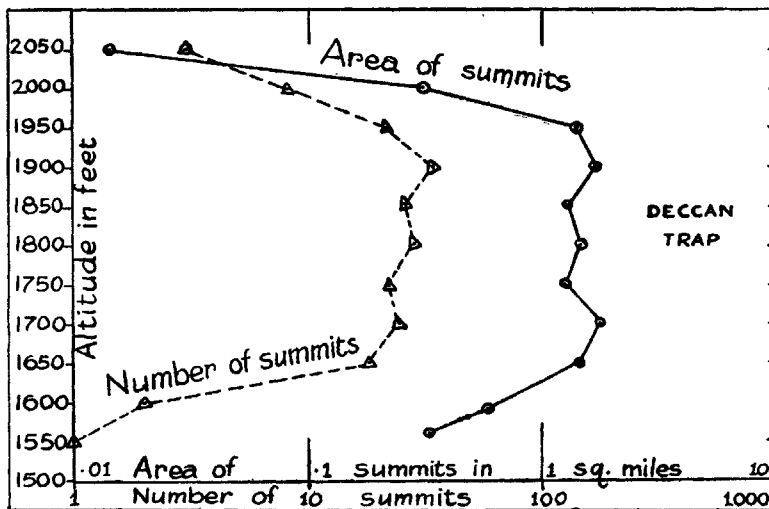 2050
2000
1950
1900
1850
1800
1750
1700
1650
1600
1550
1500
Altitude in feet
Area of summits
DECCAN
TRAP
Number of summits
.01 Area of .1 summits in 1 sq. miles 10
Number of summits
1 10 100 1000